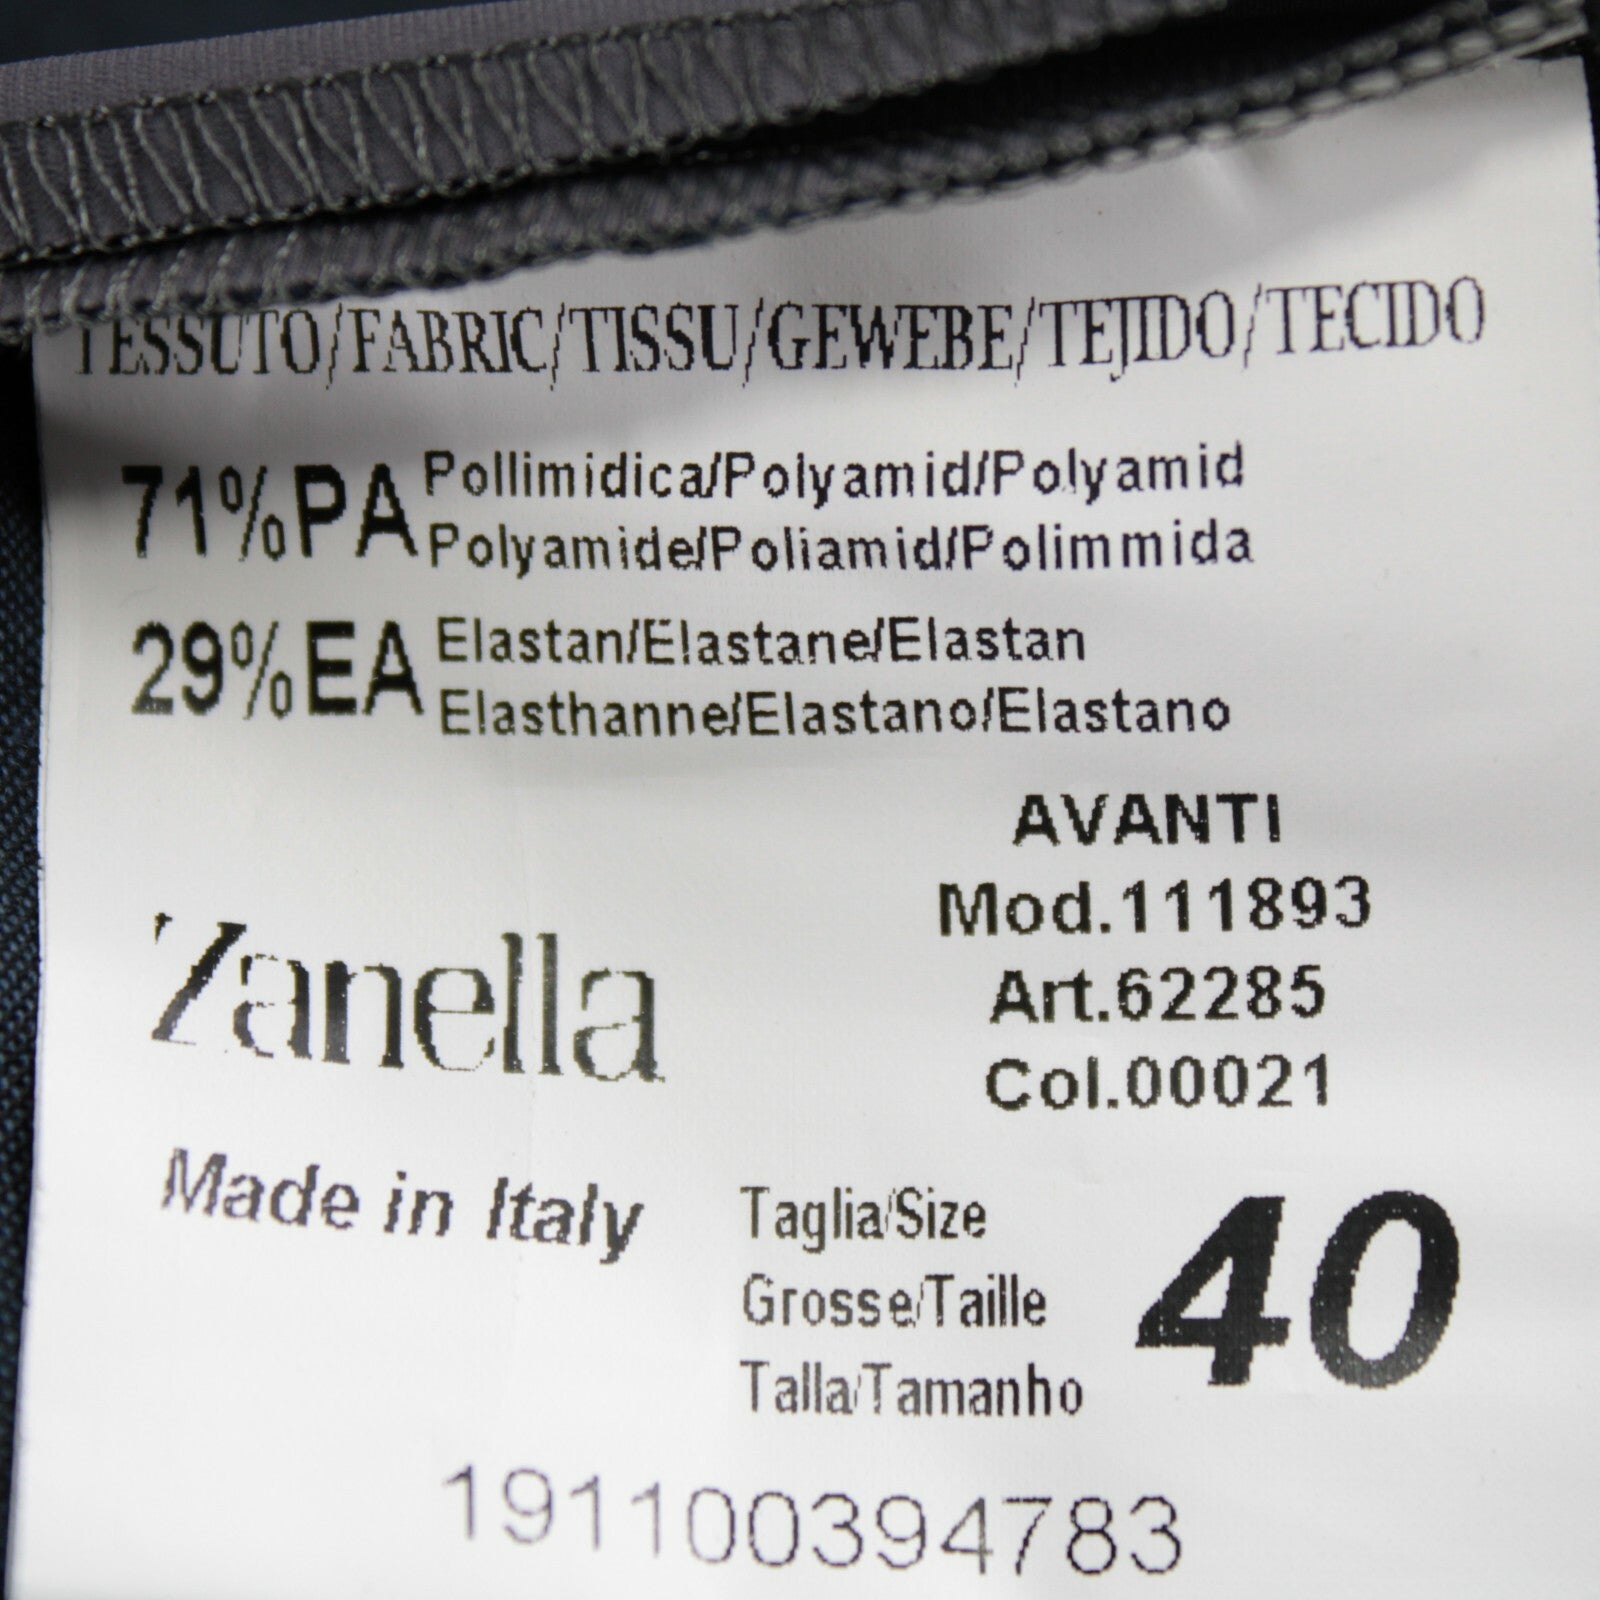 TESSUTO/FABRIC/TISSU/GEWEBE/TEJIDO/TECIDO
71%PA Pollimidica/Polyamid/Polyamid
Polyamide/Poliamid/Polimmida
29%EA Elastan/Elastane/Elastan
Elasthanne/Elastano/Elastano
AVANTI
Mod.111893
Art.62285
Col.00021
Zanella
Made in Italy
Taglia/Size
Grosse/Taille
Talla/Tamanho
40
191100394783